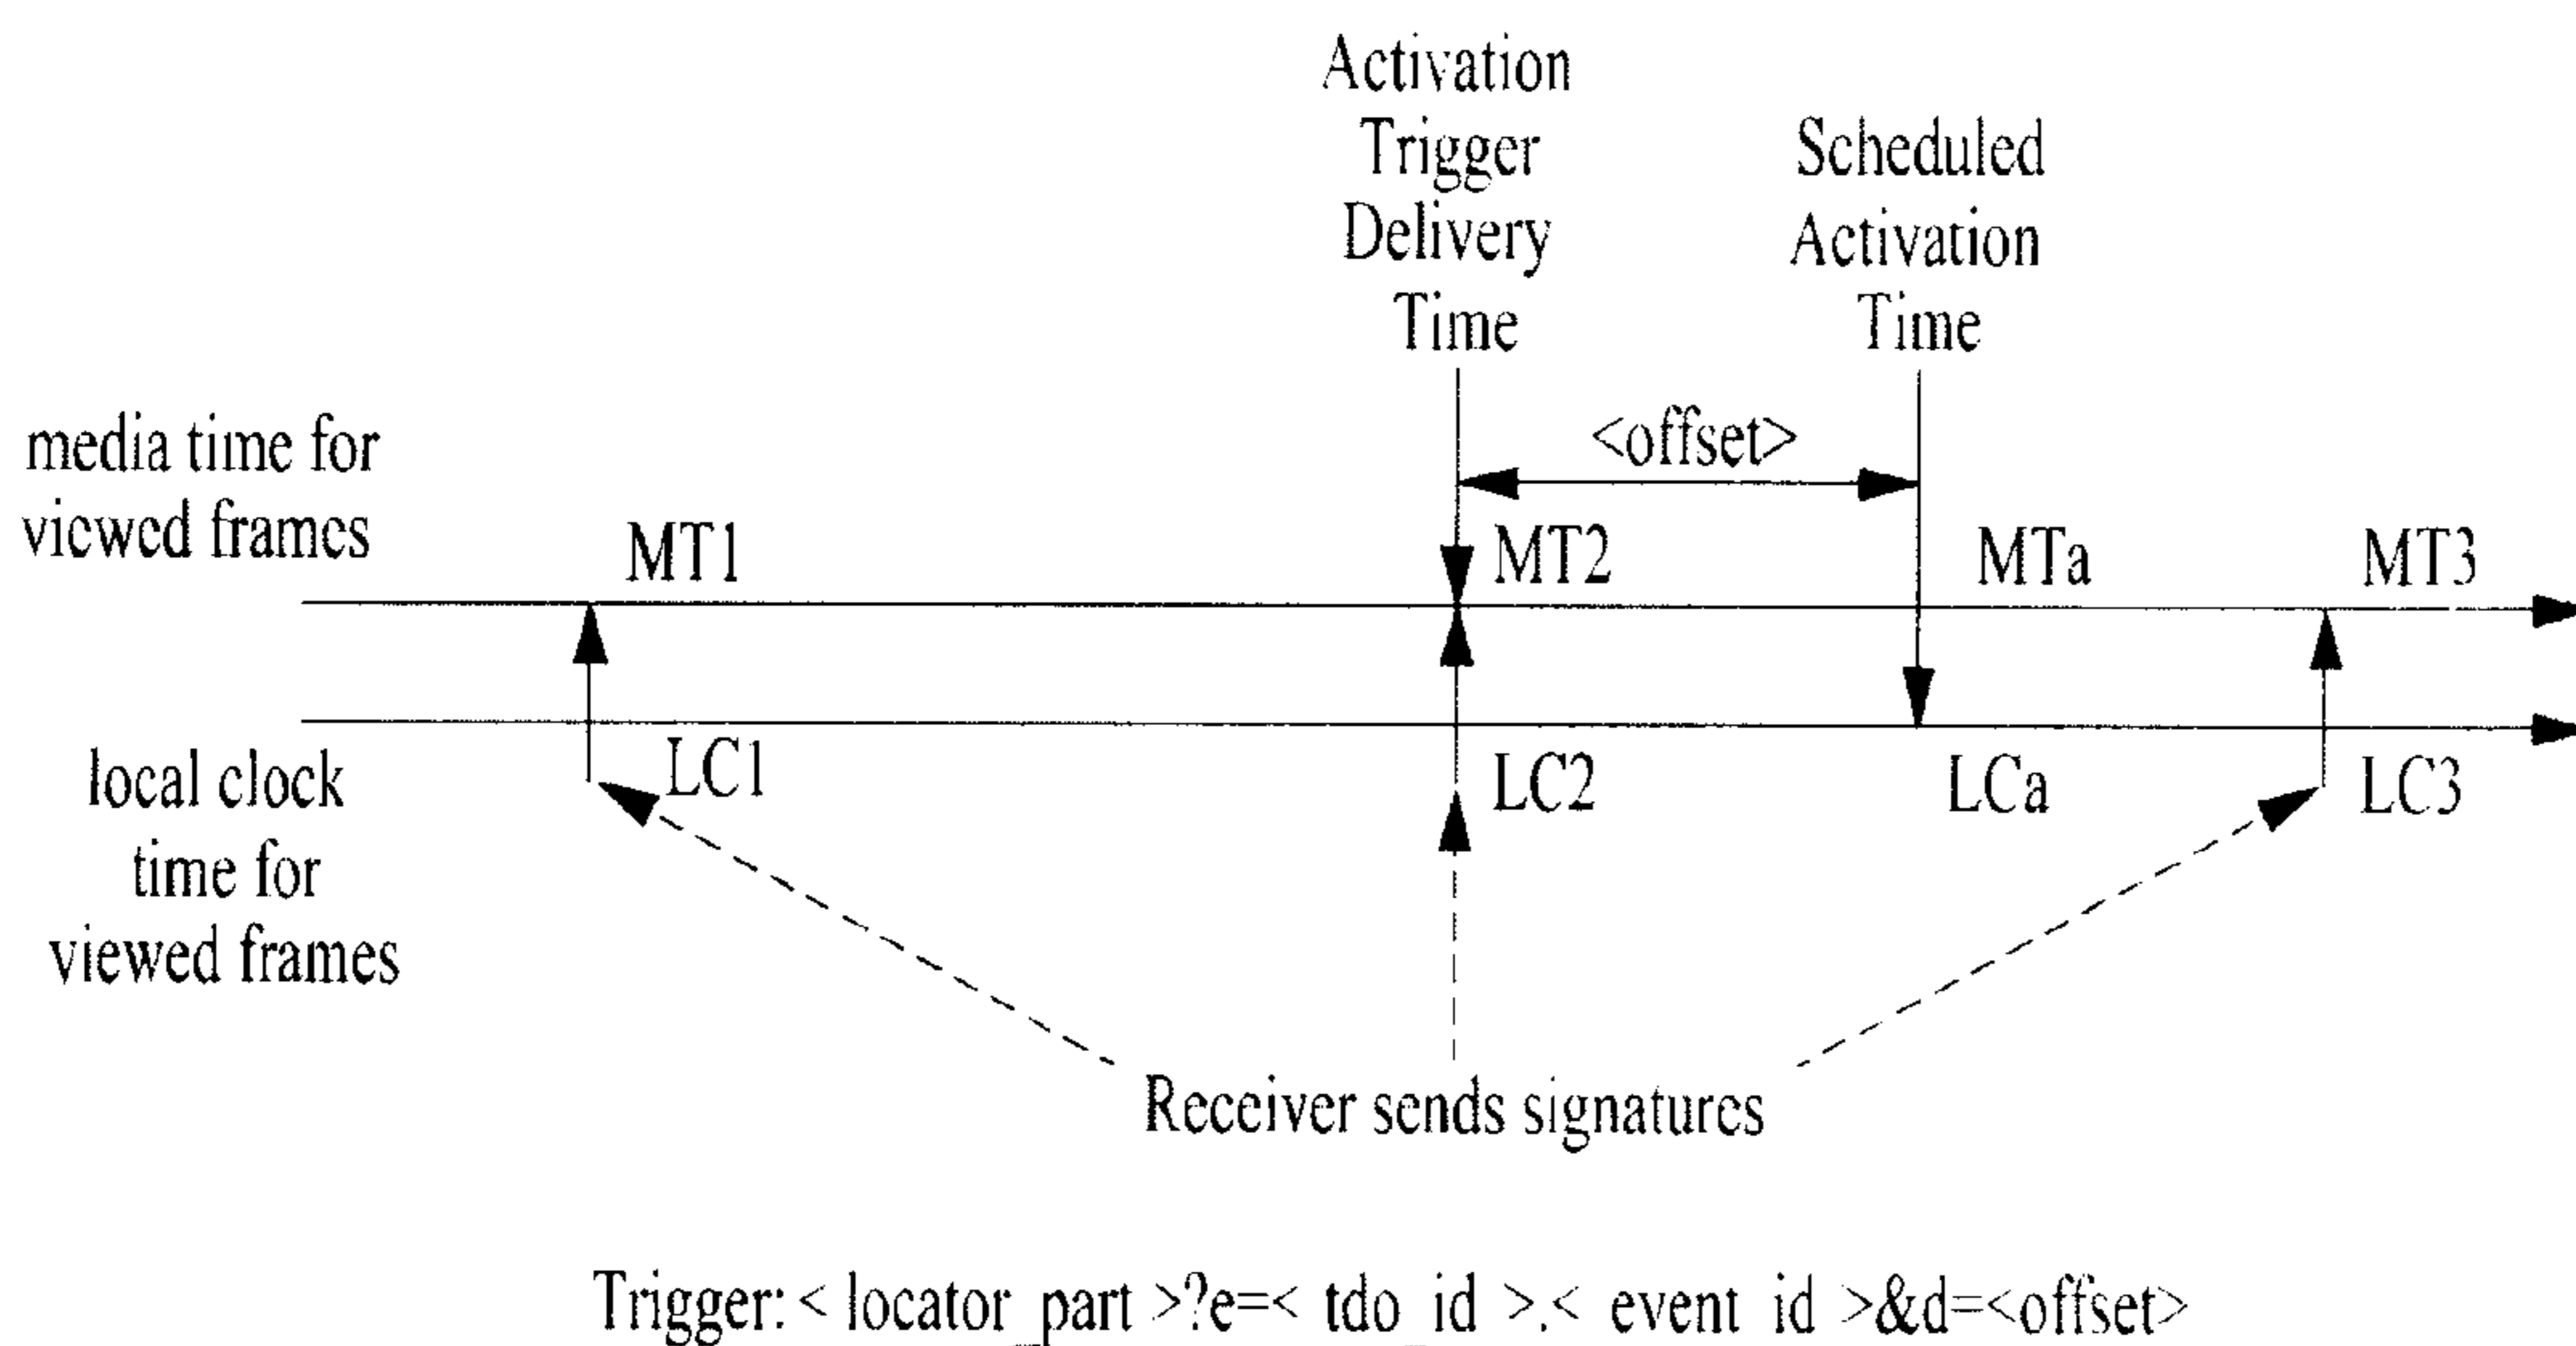 Activation
Trigger
Delivery
Time
Scheduled
Activation
Time
<offset>
media time for
viewed frames
MT1
MT2
MTa
MT3
local clock
time for
viewed frames
LC1
LC2
LCa
LC3
Receiver sends signatures
Trigger: < locator_part >?e=< tdo_id >.< event_id >&d=<offset>